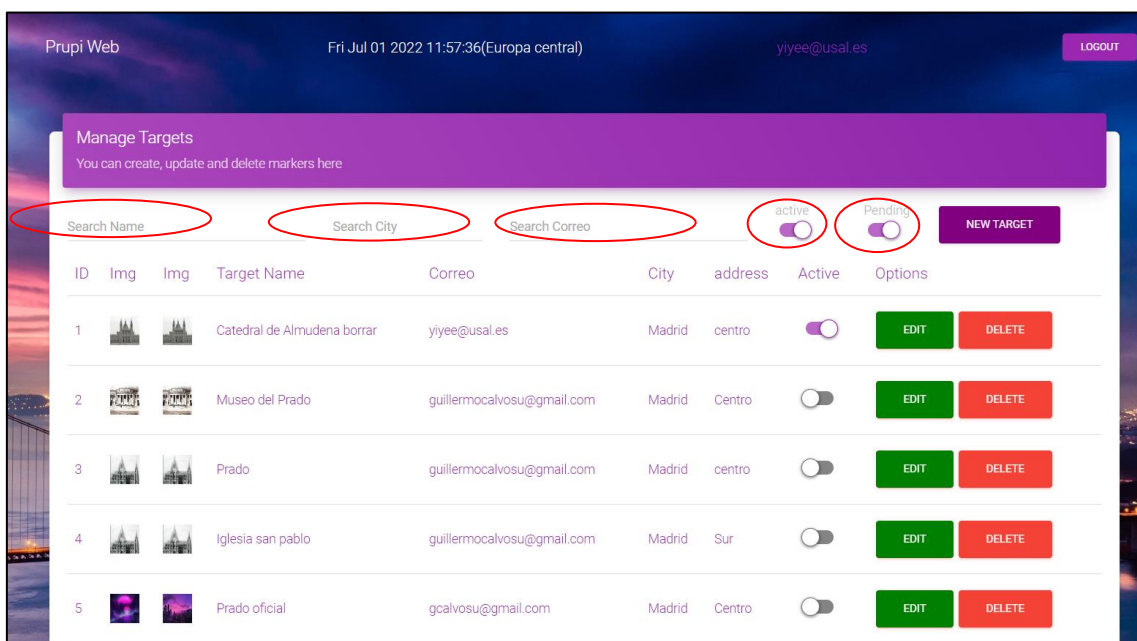 Prupi Web Fri Jul 01 2022 11:57:36(Europa central) yiyee@usal.es LOGOUT
Manage Targets
You can create, update and delete markers here
active Pending
Search Name Search City Search Correo NEW TARGET
ID Img Img Target Name Correo City address Active Options
1 Catedral de Almudena borrar yiyee@usal.es Madrid centro EDIT DELETE
2 Museo del Prado guillermocalvosu@gmail.com Madrid Centro EDIT DELETE
3 Prado guillermocalvosu@gmail.com Madrid centro EDIT DELETE
4 Iglesia san pablo guillermocalvosu@gmail.com Madrid Sur EDIT DELETE
5 Prado oficial gcalvosu@gmail.com Madrid Centro EDIT DELETE